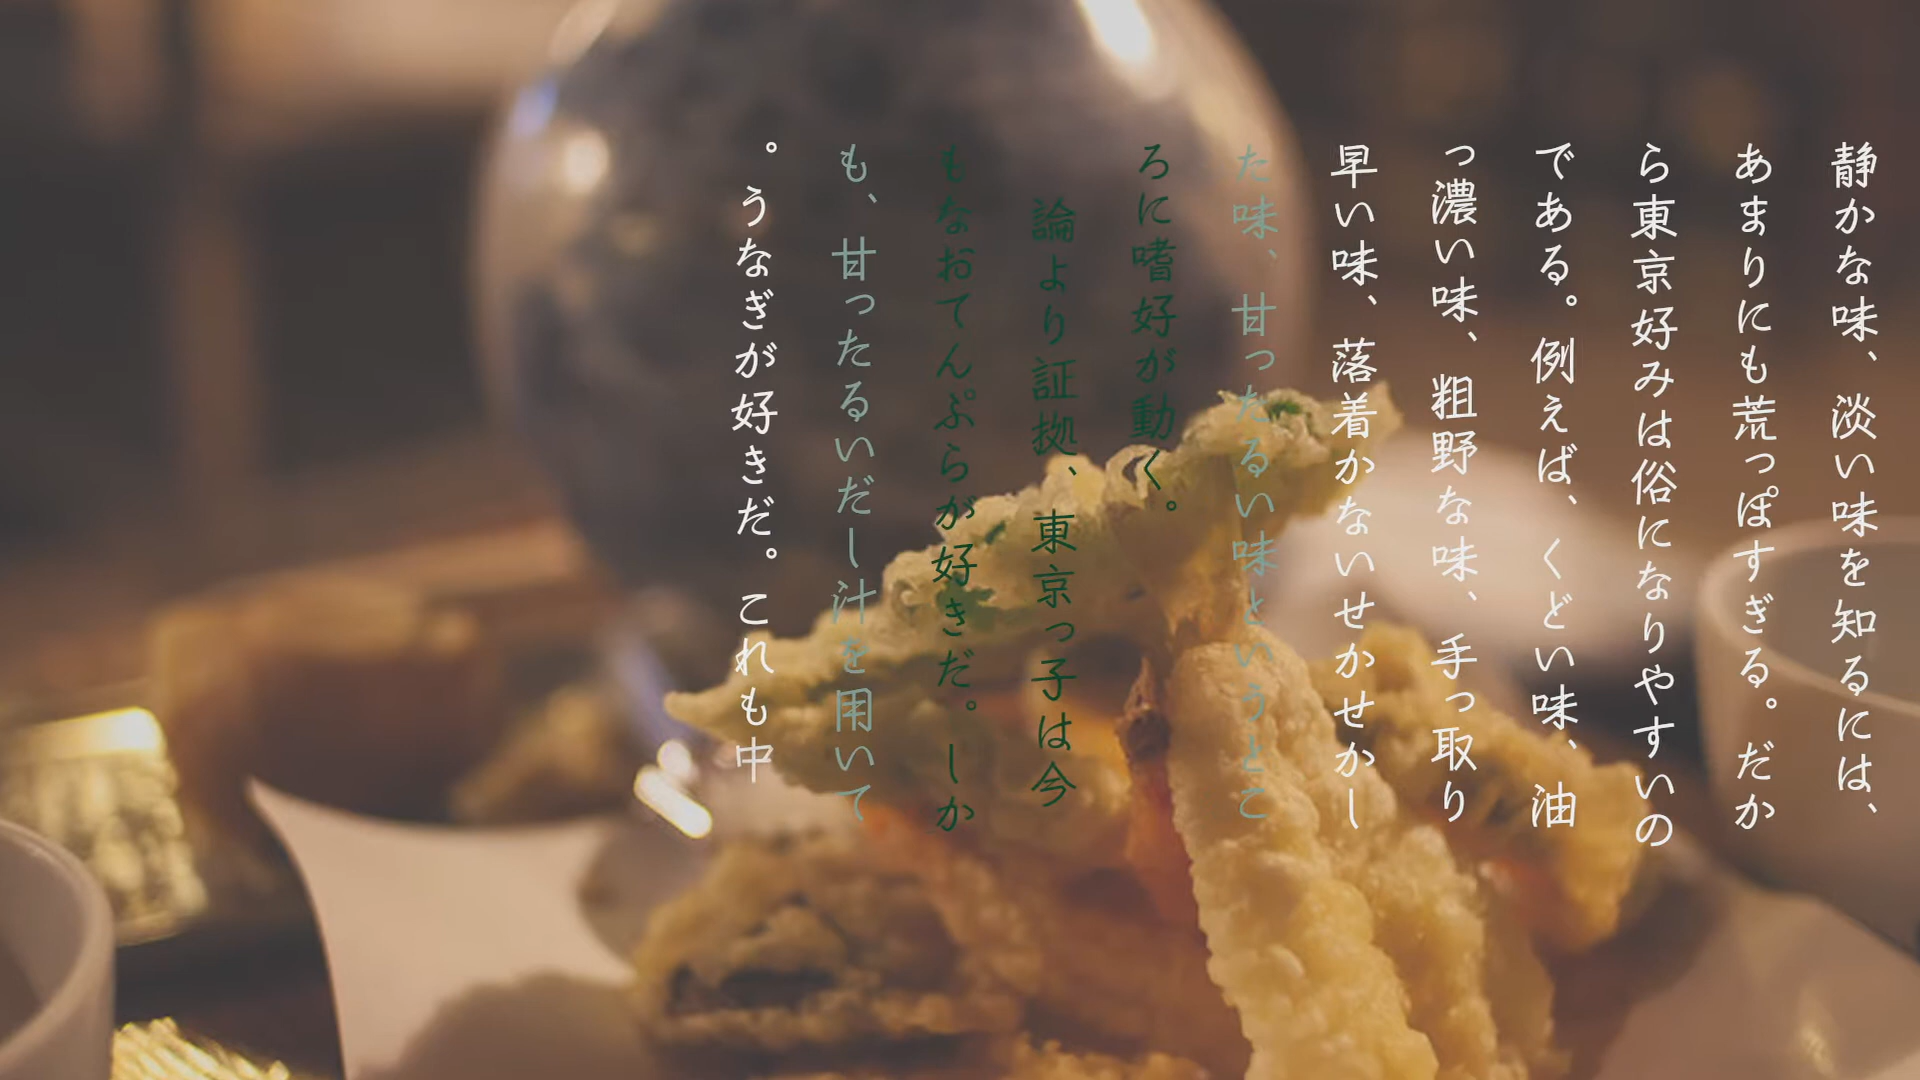 静かな味、淡い味を知るには、
あまりにも荒っぽすぎる。だか
ら東京好みは俗になりやすいの
である。例えば、くどい味、油
っ濃い味、粗野な味、手っ取り
早い味、落着かないせかせかし
た味、甘ったるい味というとこ
ろに嗜好が動く。
論より証拠、東京っ子は今
もなおてんぷらが好きだ。しか
も、甘ったるいだし汁を用いて
。うなぎが好きだ。これも中